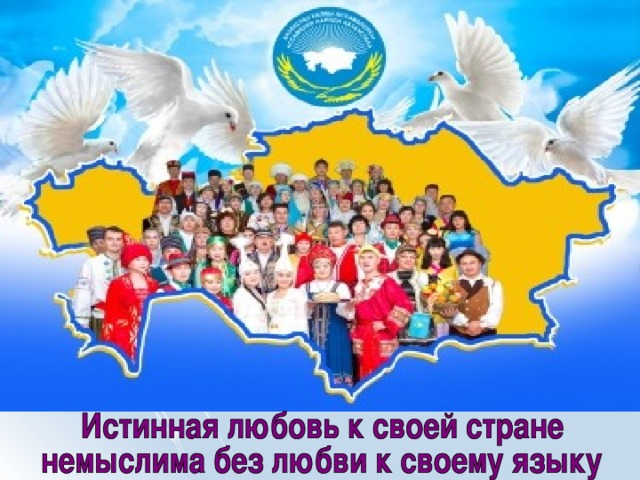 Истинная любовь к своей стране
немыслима без любви к своему языку